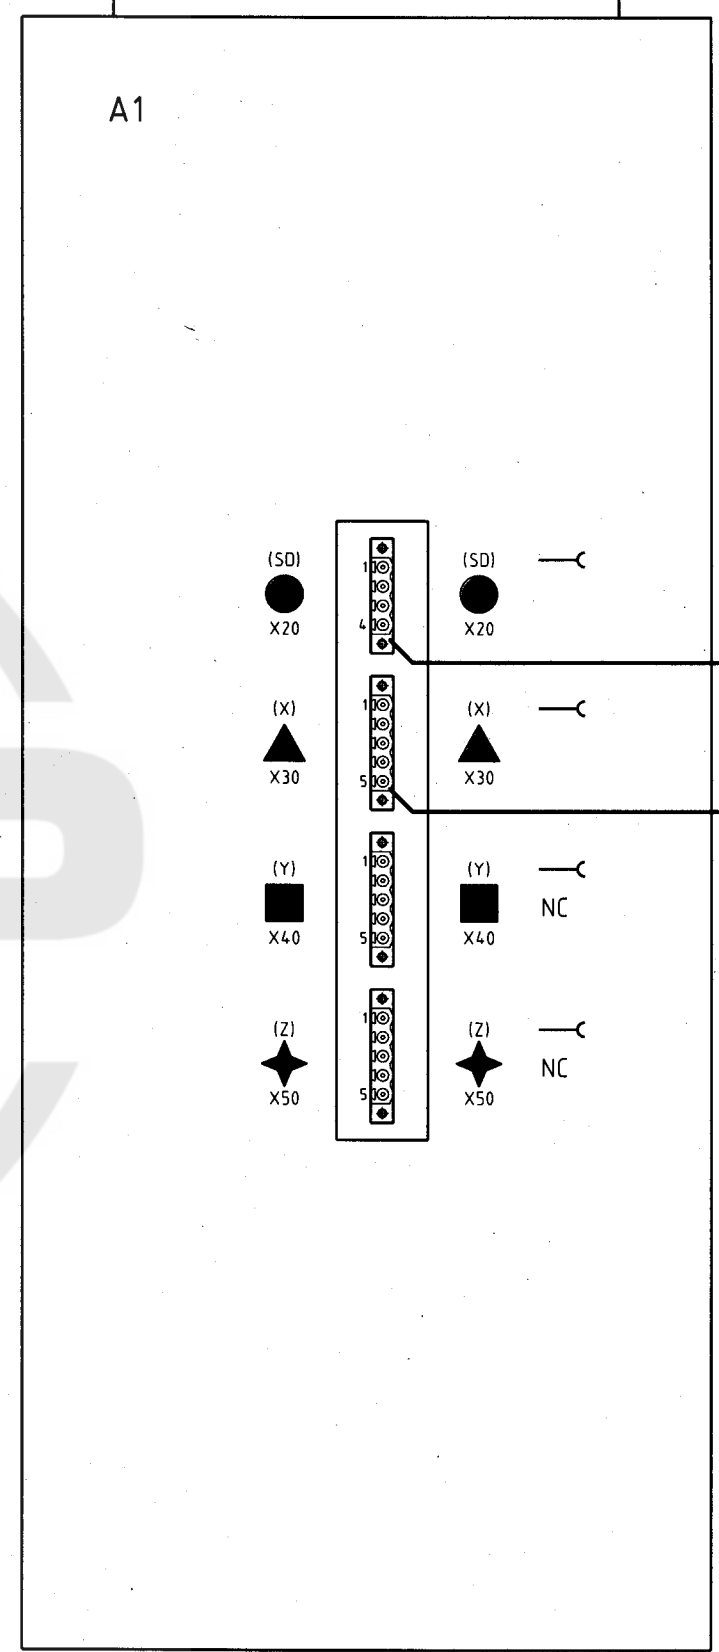 A1
(SD) 1 (SD)
X20 4 X20
(X) 1 (X)
X30 5 X30
(Y) 1 (Y)
NC
X40 5 X40
(Z) 1 (Z)
NC
X50 5 X50